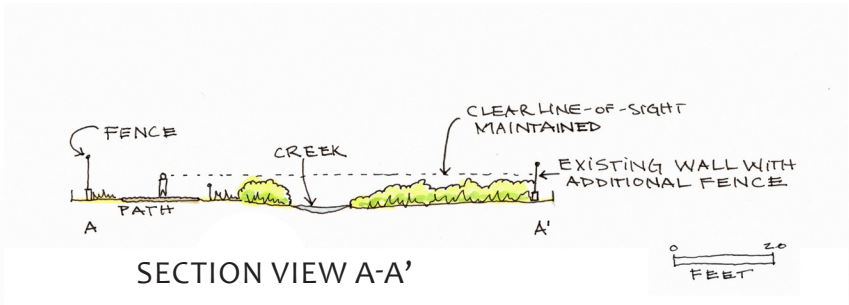 CLEAR LINE-OF-SIGHT
MAINTAINED
FENCE
CREEK
EXISTING WALL WITH
ADDITIONAL FENCE
PATH
A
A'
SECTION VIEW A-A'
0 20
FEET